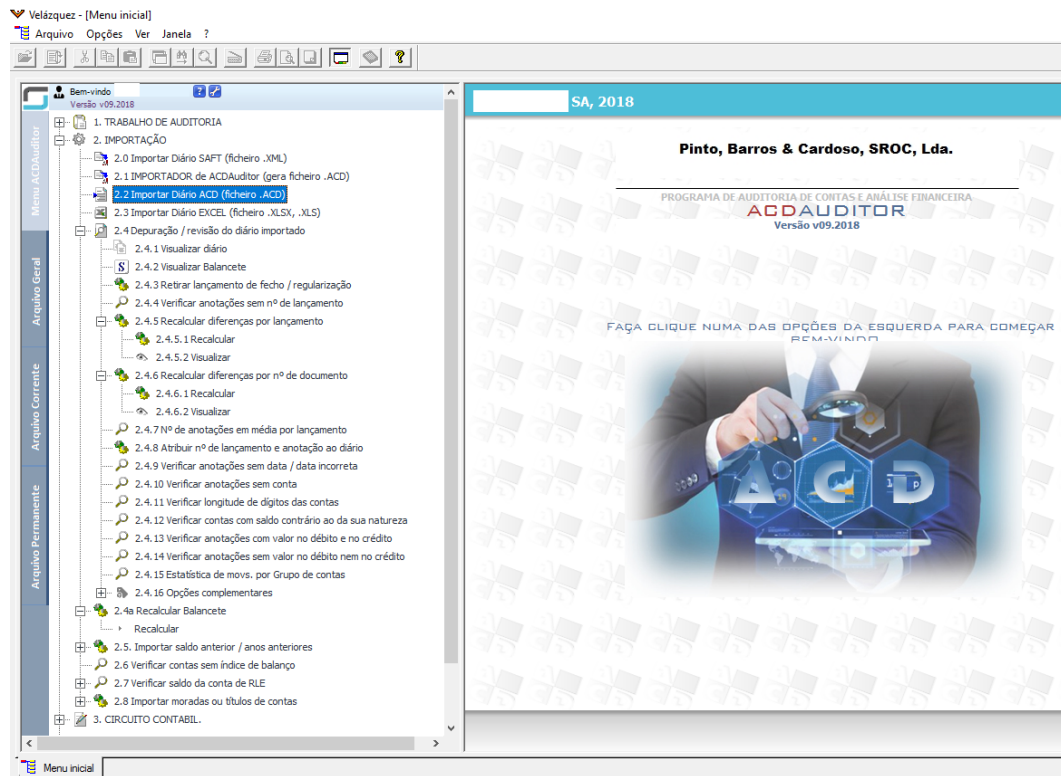 Velázquez - [Menu inicial]
Arquivo Opções Ver Janela ?
Bem-vindo
Versão v09.2018
Menu ACDAuditor
Arquivo Geral
Arquivo Corrente
Arquivo Permanente
1. TRABALHO DE AUDITORIA
2. IMPORTAÇÃO
2.0 Importar Diário SAFT (ficheiro .XML)
2.1 IMPORTADOR de ACDAuditor (gera ficheiro .ACD)
2.2 Importar Diário ACD (ficheiro .ACD)
2.3 Importar Diário EXCEL (ficheiro .XLSX, .XLS)
2.4 Depuração / revisão do diário importado
2.4.1 Visualizar diário
2.4.2 Visualizar Balancete
2.4.3 Retirar lançamento de fecho / regularização
2.4.4 Verificar anotações sem nº de lançamento
2.4.5 Recalcular diferenças por lançamento
2.4.5.1 Recalcular
2.4.5.2 Visualizar
2.4.6 Recalcular diferenças por nº de documento
2.4.6.1 Recalcular
2.4.6.2 Visualizar
2.4.7 Nº de anotações em média por lançamento
2.4.8 Atribuir nº de lançamento e anotação ao diário
2.4.9 Verificar anotações sem data / data incorreta
2.4.10 Verificar anotações sem conta
2.4.11 Verificar longitude de dígitos das contas
2.4.12 Verificar contas com saldo contrário ao da sua natureza
2.4.13 Verificar anotações com valor no débito e no crédito
2.4.14 Verificar anotações sem valor no débito nem no crédito
2.4.15 Estatística de movs. por Grupo de contas
2.4.16 Opções complementares
2.4a Recalcular Balancete
Recalcular
2.5. Importar saldo anterior / anos anteriores
2.6 Verificar contas sem índice de balanço
2.7 Verificar saldo da conta de RLE
2.8 Importar moradas ou títulos de contas
3. CIRCUITO CONTABIL.
Menu inicial
SA, 2018
Pinto, Barros & Cardoso, SROC, Lda.
PROGRAMA DE AUDITORIA DE CONTAS E ANÁLISE FINANCEIRA
ACDAUDITOR
Versão v09.2018
FAÇA CLIQUE NUMA DAS OPÇÕES DA ESQUERDA PARA COMEÇAR
BEM-VINDO
A C D